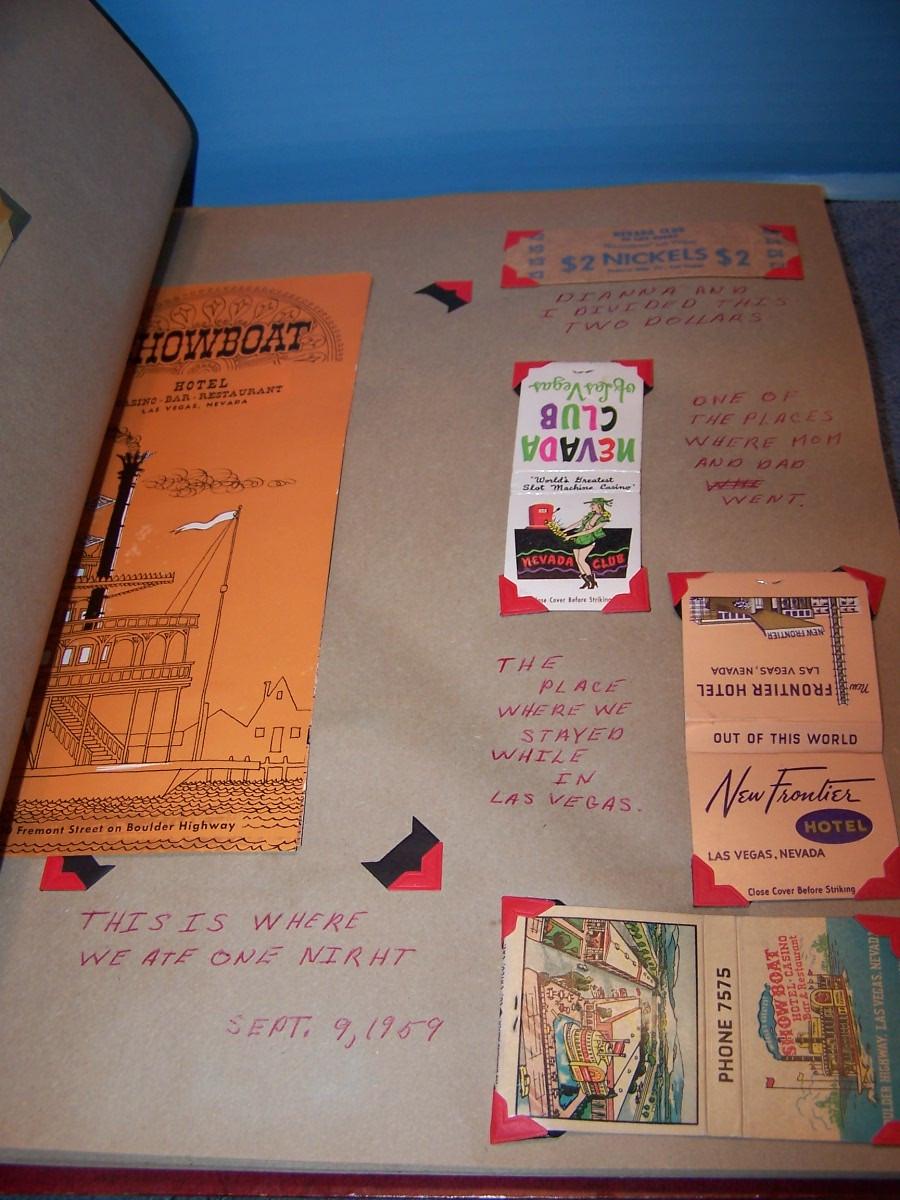 SHOWBOAT
HOTEL
CASINO · BAR · RESTAURANT
LAS VEGAS, NEVADA
Fremont Street on Boulder Highway
THIS IS WHERE
WE ATE ONE NIRHT
SEPT. 9, 1959
NEVADA CLUB
$2 NICKELS $2
DIANNA AND
I DIVIDED THIS
TWO DOLLARS
NEVADA
CLUB
of Las Vegas
"World's Greatest
Slot Machine Casino"
NEVADA CLUB
ose Cover Before Striking
ONE OF
THE PLACES
WHERE MOM
AND DAD
WENT.
THE
PLACE
WHERE WE
STAYED
WHILE
IN
LAS VEGAS.
NEW FRONTIER
New
FRONTIER HOTEL
LAS VEGAS, NEVADA
OUT OF THIS WORLD
New Frontier
HOTEL
LAS VEGAS, NEVADA
Close Cover Before Striking
PHONE 7575
SHOWBOAT
HOTEL · CASINO
Bar & Restaurant
ULDER HIGHWAY, LAS VEGAS, NEVAD